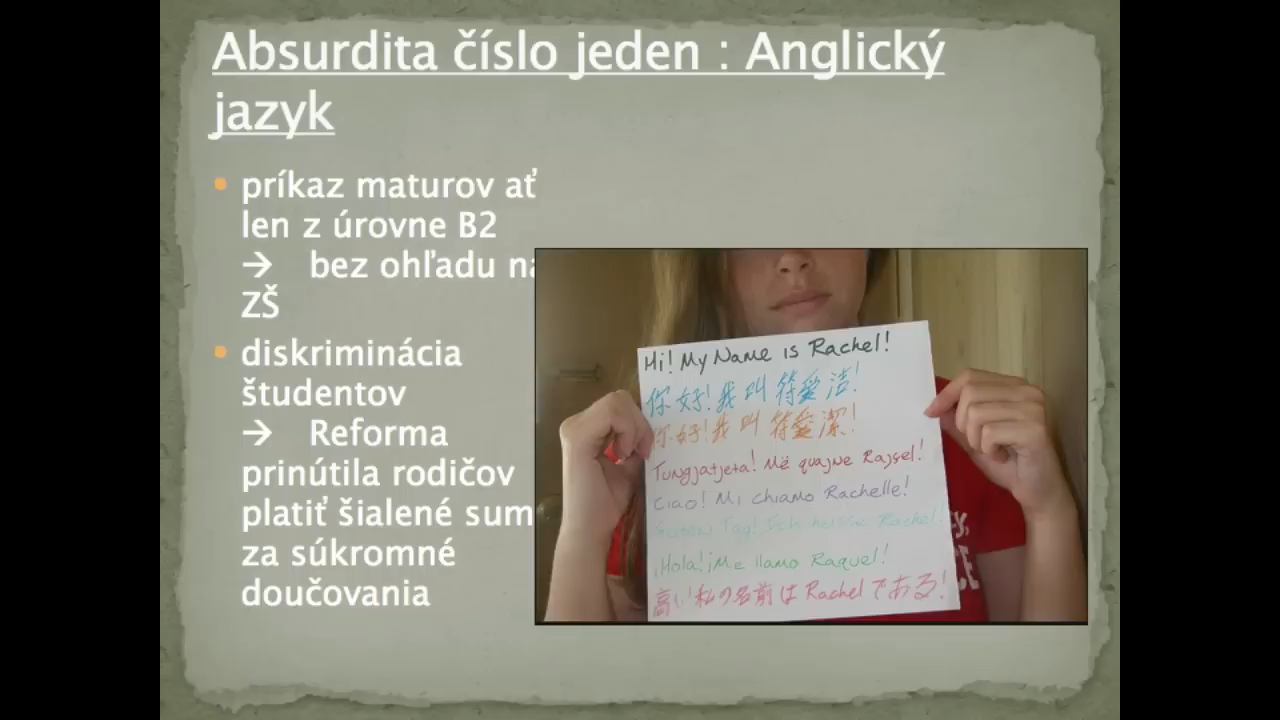 Absurdita číslo jeden : Anglický
jazyk
• príkaz maturov ať
len z úrovne B2
→ bez ohľadu na
ZŠ
• diskriminácia
študentov
→ Reforma
prinútila rodičov
platiť šialené sum
za súkromné
doučovania
Hi! My Name is Rachel!
你好!我叫 符爱洁!
你好!我叫 符愛潔!
Tungjatjeta! Më quajne Rajsel!
Ciao! Mi chiamo Rachelle!
Guten Tag! Ich heisse Rachel!
¡Hola! ¡Me llamo Raquel!
高い私の名前はRachelである!